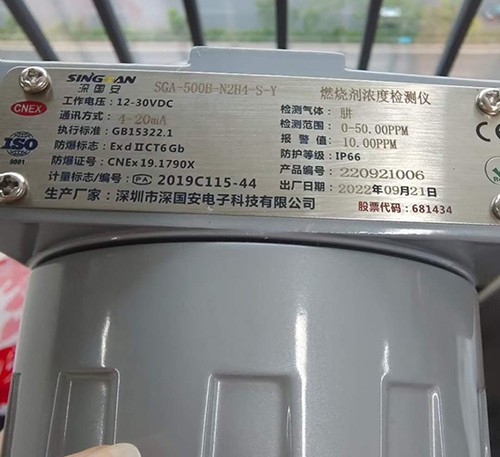 SINGOAN
深国安
SGA-500B-N2H4-S-Y
燃烧剂浓度检测仪
CNEX
ISO
9001
工作电压：12-30VDC
检测气体：肼
通讯方式：4-20mA
检测范围：0-50.00PPM
执行标准：GB15322.1
报 警 值：10.00PPM
防爆标志：ExdⅡCT6Gb
防护等级：IP66
防爆证号：CNEx19.1790X
产品编号：220921006
计量标志/编号：PA 2019C115-44
出厂日期：2022年09月21日
生产厂家：深圳市深国安电子科技有限公司
股票代码：681434